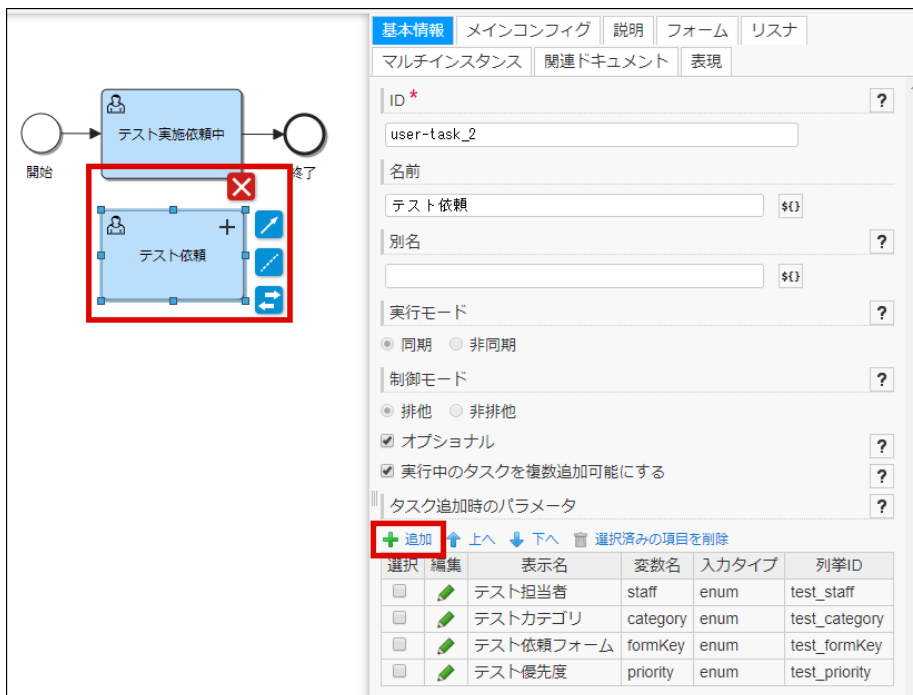 テスト実施依頼中
開始
終了
テスト依頼
基本情報 メインコンフィグ 説明 フォーム リスナ
マルチインスタンス 関連ドキュメント 表現
ID * ?
user-task_2
名前
テスト依頼 ${}
別名 ?
${}
実行モード ?
同期 非同期
制御モード ?
排他 非排他
オプショナル ?
実行中のタスクを複数追加可能にする ?
タスク追加時のパラメータ ?
追加 上へ 下へ 選択済みの項目を削除
選択 編集 表示名 変数名 入力タイプ 列挙ID
テスト担当者 staff enum test_staff
テストカテゴリ category enum test_category
テスト依頼フォーム formKey enum test_formKey
テスト優先度 priority enum test_priority